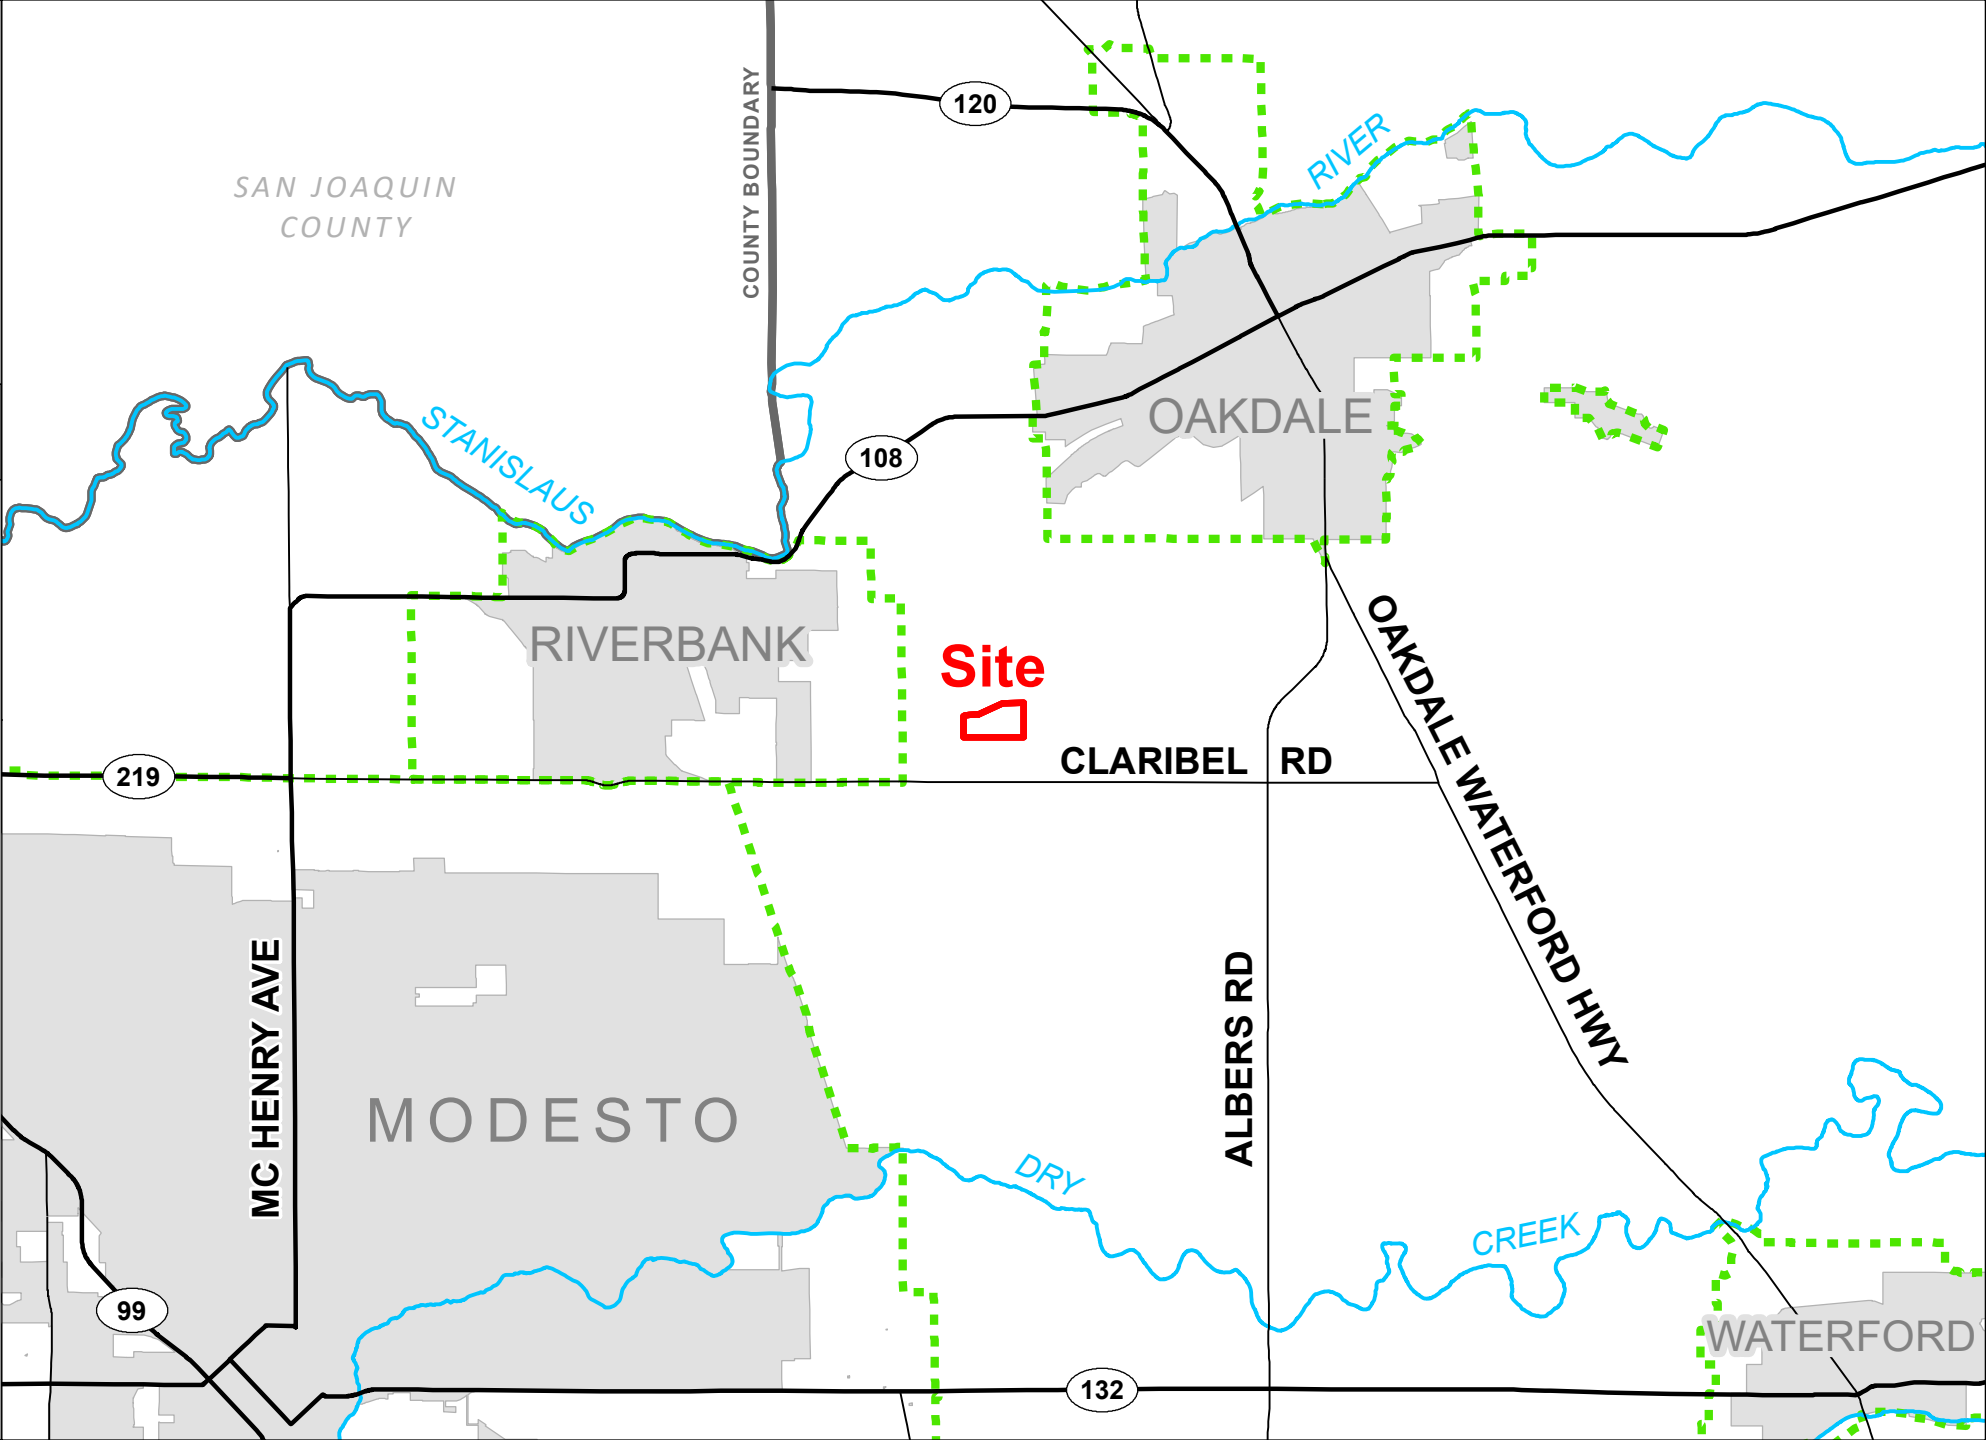 120
COUNTY BOUNDARY
RIVER
SAN JOAQUIN
COUNTY
STANISLAUS
OAKDALE
108
RIVERBANK
Site
OAKDALE WATERFORD HWY
CLARIBEL RD
219
MC HENRY AVE
ALBERS RD
MODESTO
DRY
CREEK
99
WATERFORD
132